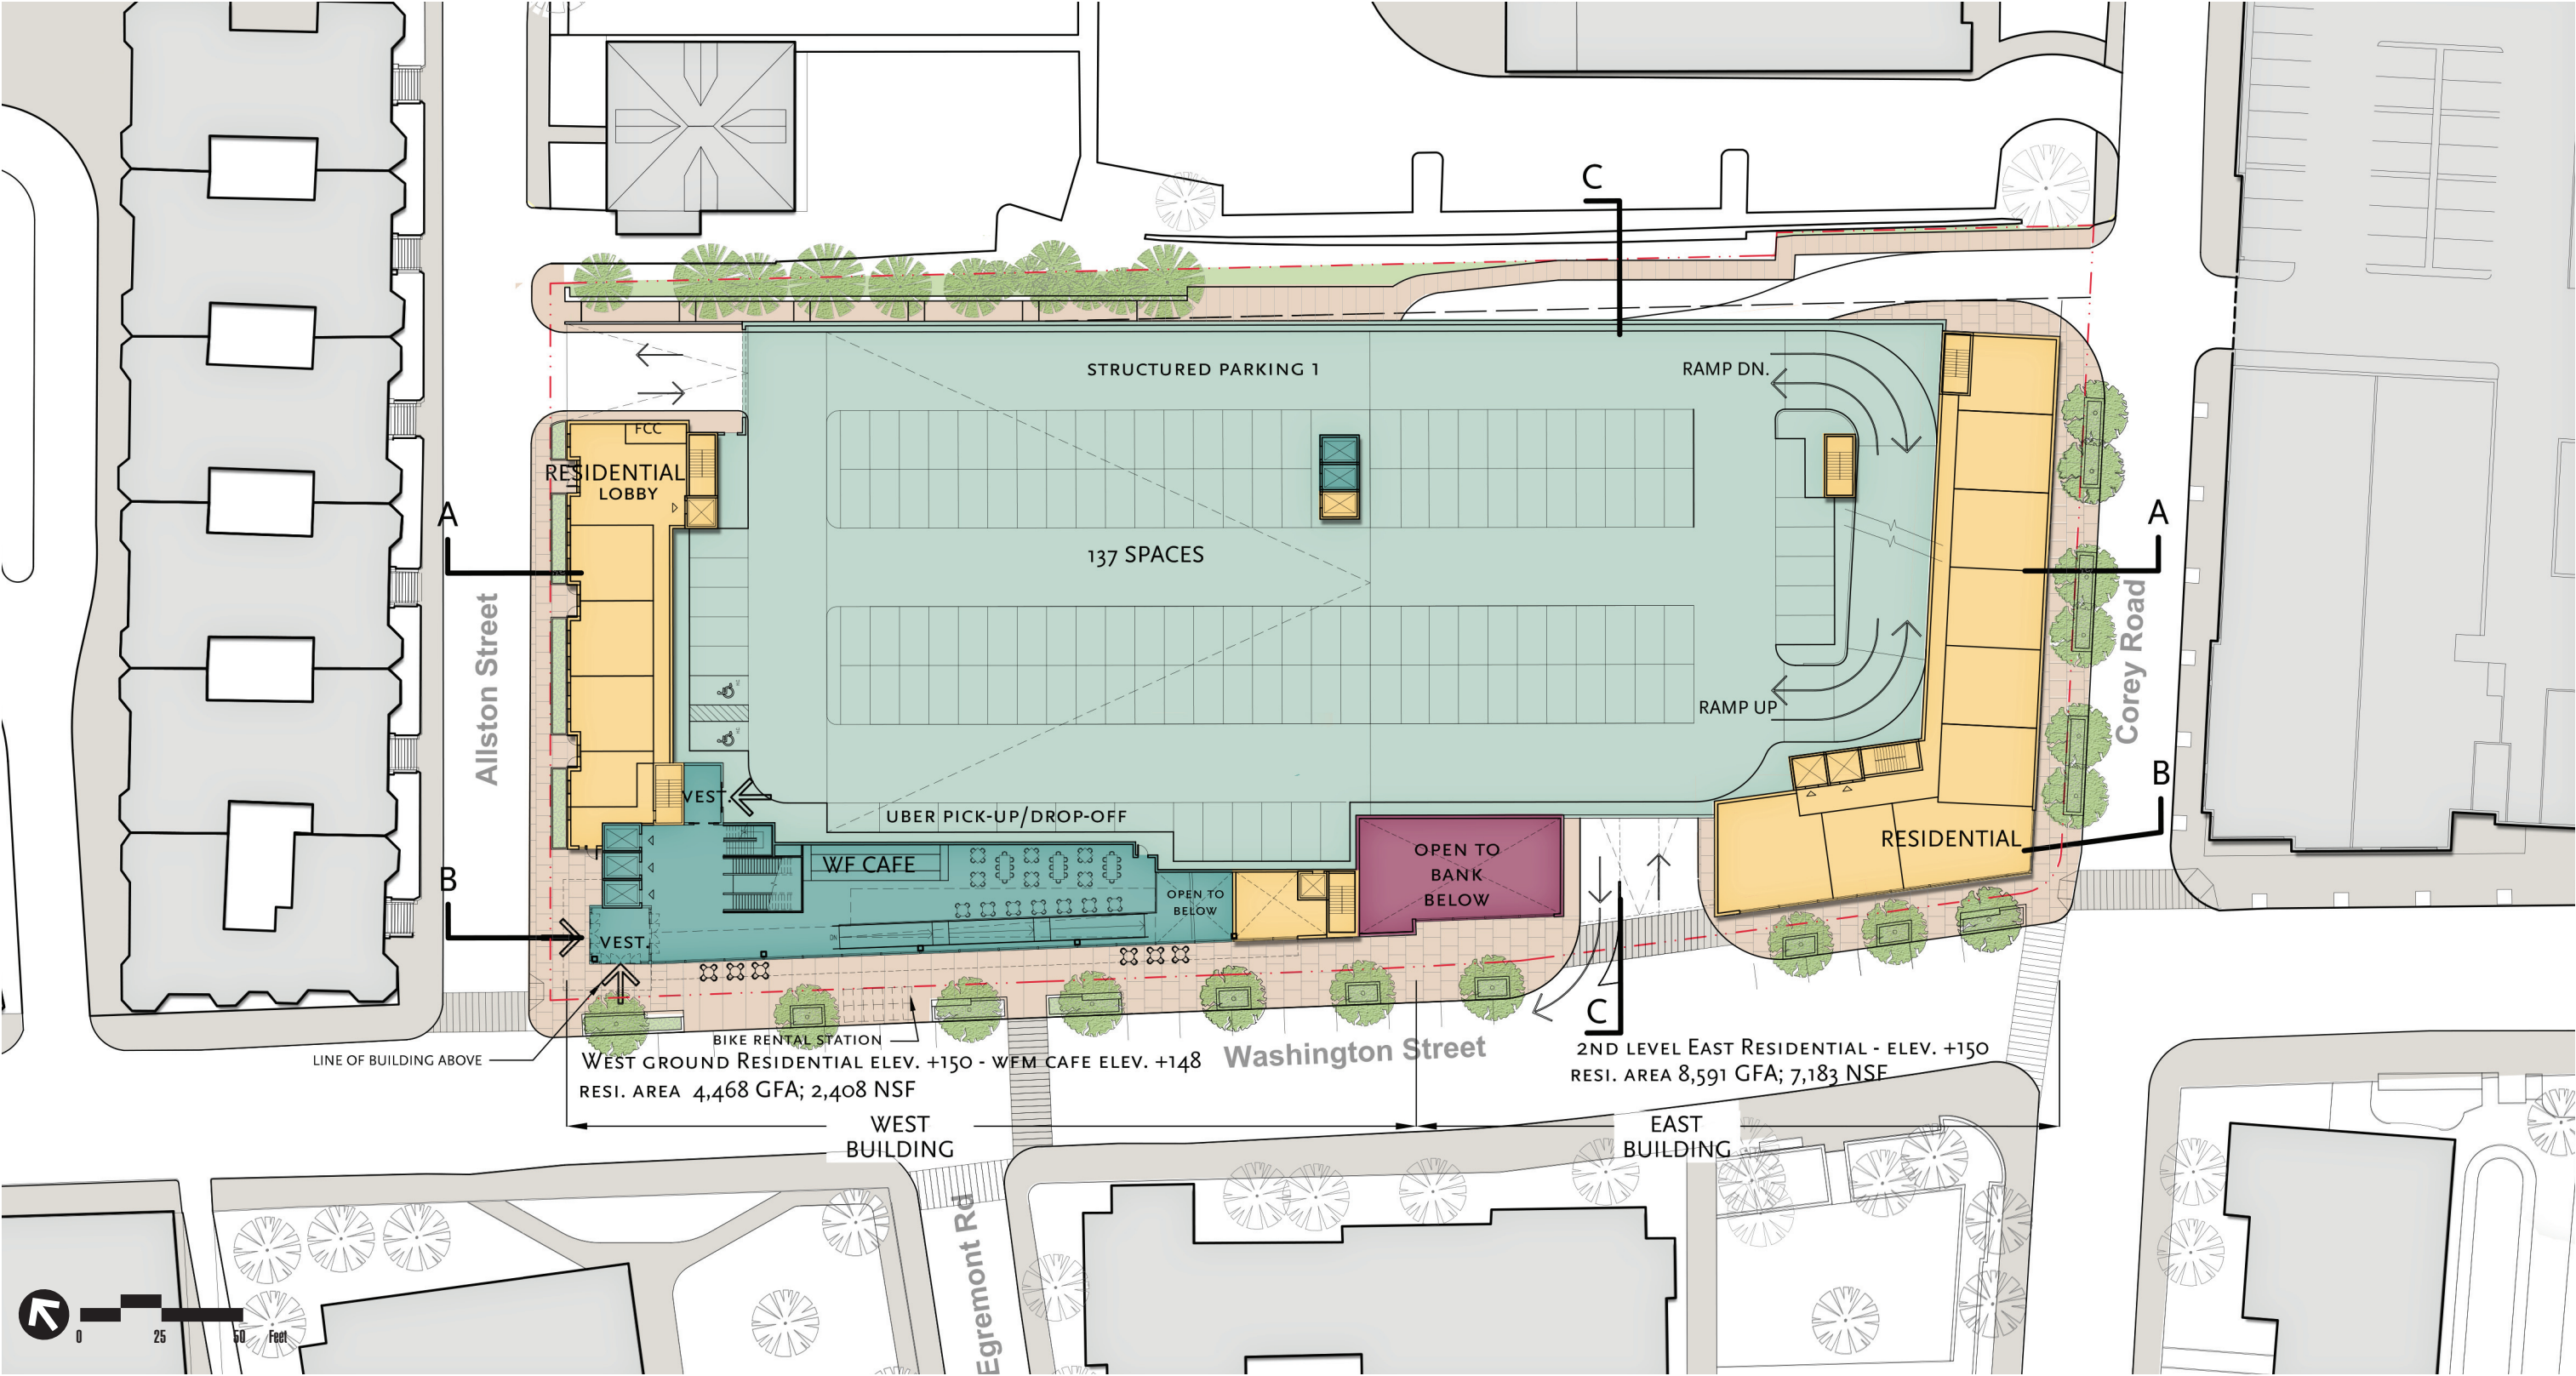 C
STRUCTURED PARKING 1
RAMP DN.
FCC
RESIDENTIAL
LOBBY
A
A
137 SPACES
Allston Street
Corey Road
RAMP UP
VEST.
UBER PICK-UP/DROP-OFF
B
WF CAFE
OPEN TO
BANK
BELOW
RESIDENTIAL
B
OPEN TO
BELOW
VEST.
C
BIKE RENTAL STATION
LINE OF BUILDING ABOVE
West ground Residential elev. +150 - wfm cafe elev. +148
resi. area 4,468 GFA; 2,408 NSF
Washington Street
2nd level East Residential - elev. +150
resi. area 8,591 GFA; 7,183 NSF
WEST
BUILDING
EAST
BUILDING
Egremont Rd
0 25 50 Feet